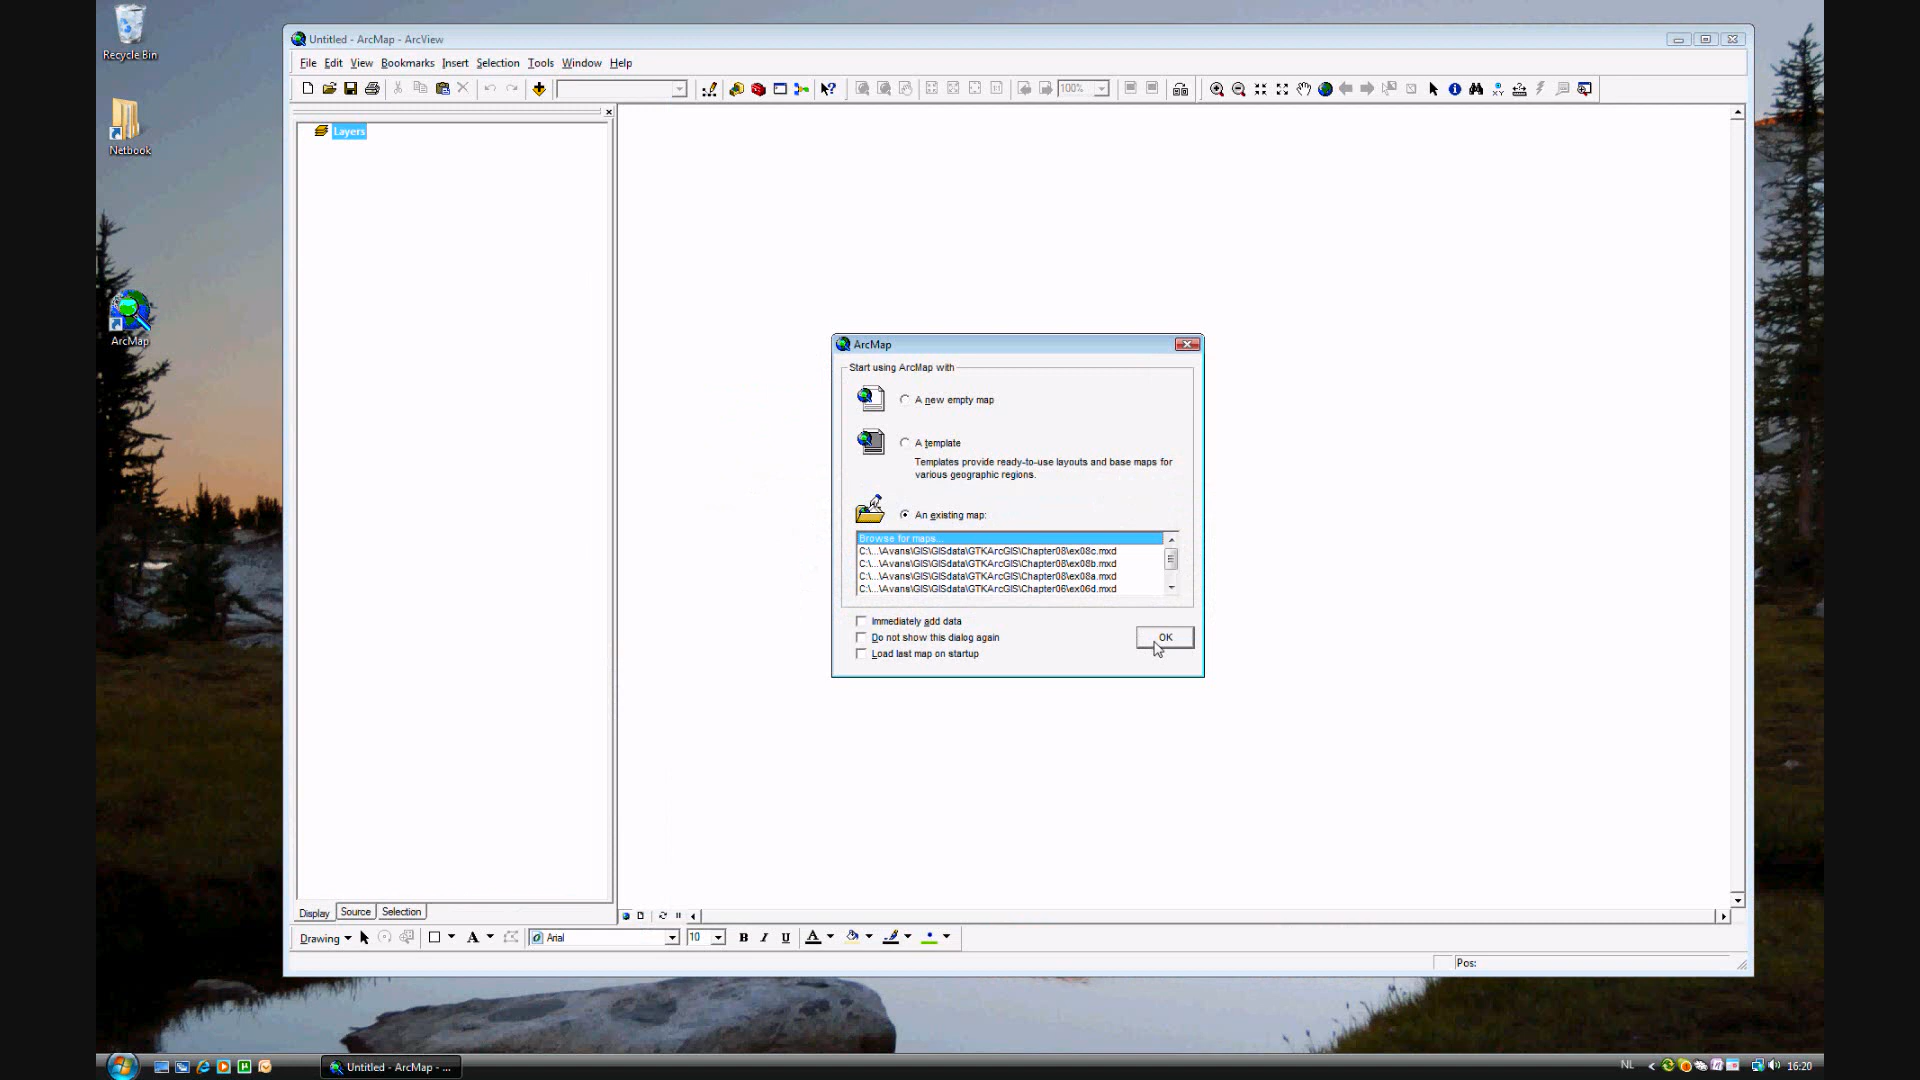 Recycle Bin
Netbook
ArcMap
Untitled - ArcMap - ArcView
File Edit View Bookmarks Insert Selection Tools Window Help
100%
Layers
ArcMap
Start using ArcMap with
A new empty map
A template
Templates provide ready-to-use layouts and base maps for
various geographic regions.
An existing map:
Browse for maps...
C:\...\Avans\GIS\GISdata\GTKArcGIS\Chapter08\ex08c.mxd
C:\...\Avans\GIS\GISdata\GTKArcGIS\Chapter08\ex08b.mxd
C:\...\Avans\GIS\GISdata\GTKArcGIS\Chapter08\ex08a.mxd
C:\...\Avans\GIS\GISdata\GTKArcGIS\Chapter06\ex06d.mxd
Immediately add data
Do not show this dialog again
Load last map on startup
OK
Display Source Selection
Drawing A Arial 10 B I U A
Pos:
Untitled - ArcMap - ...
NL
16:20